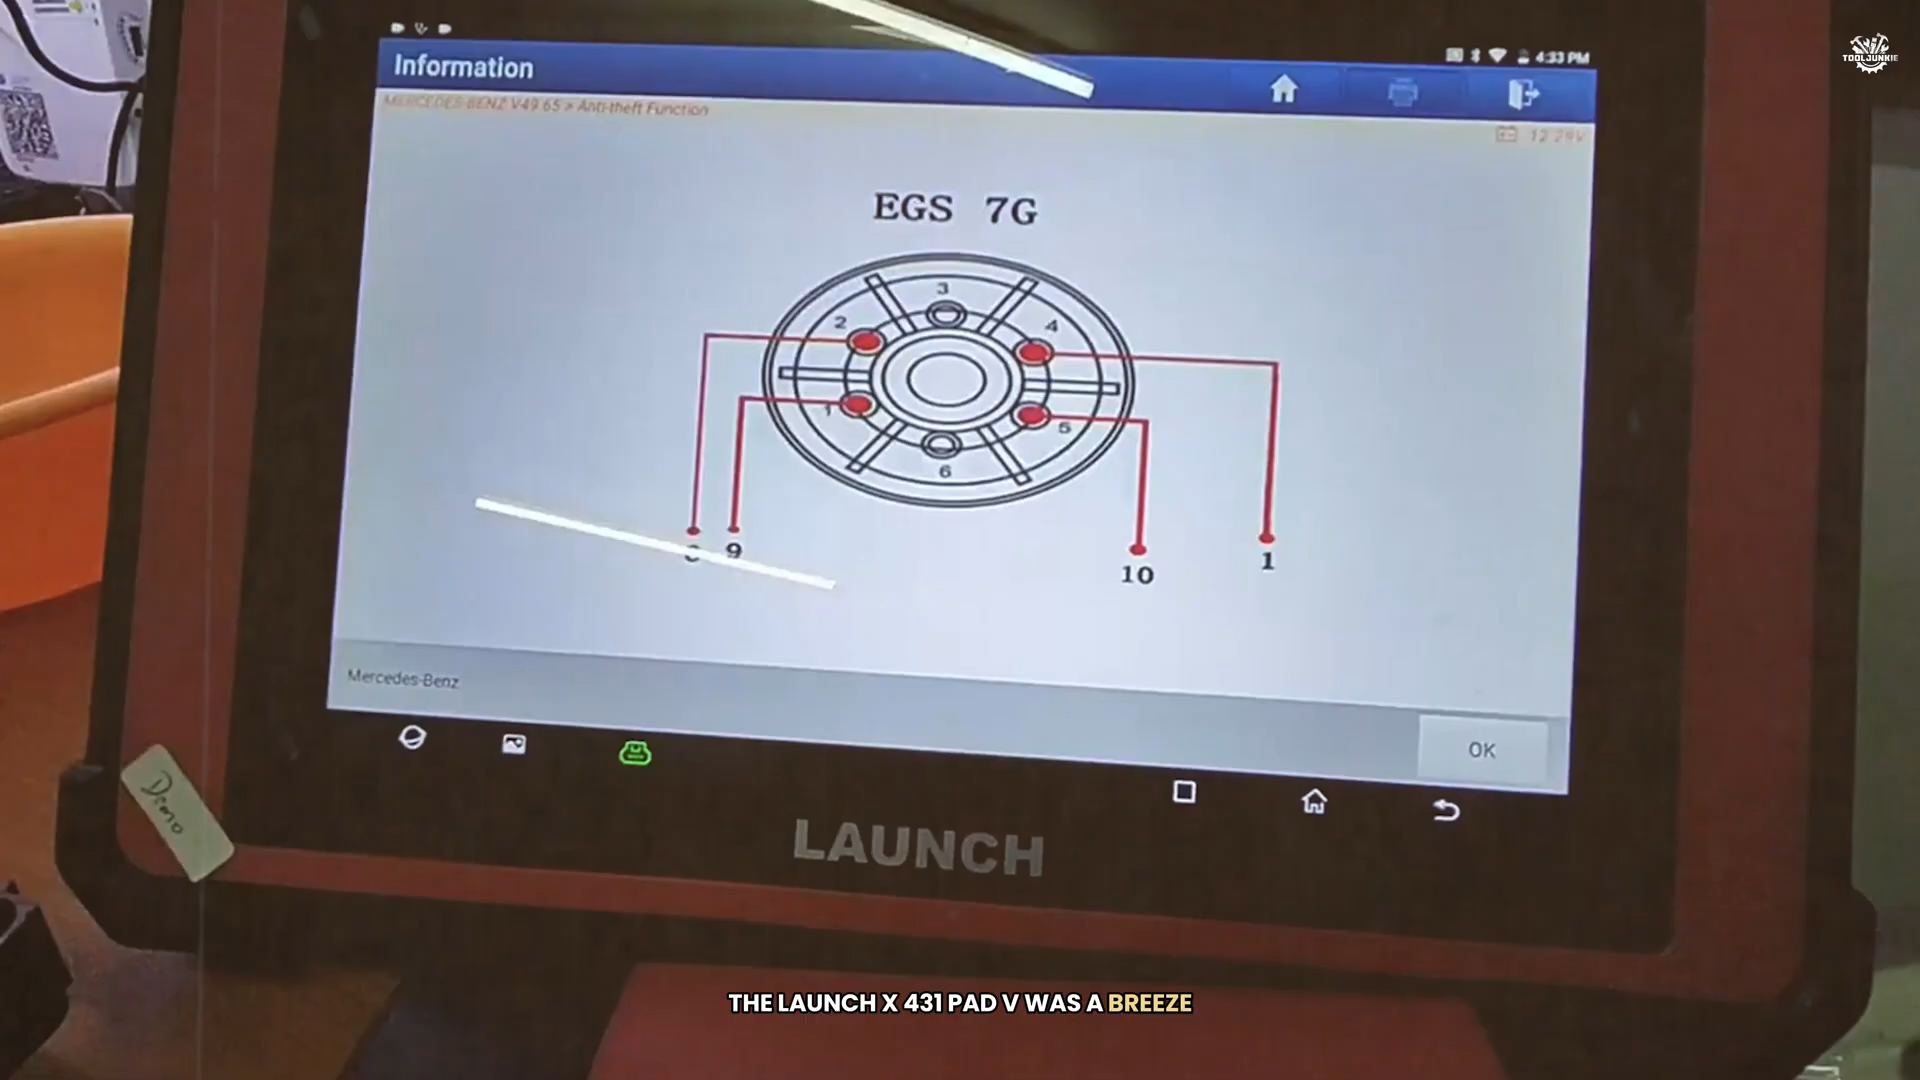 4:33 PM
TOOLJUNKIE
Information
MERCEDES-BENZ V49.65 > Anti-theft Function
12.29V
EGS 7G
3
2
4
1
5
6
9
10
1
Mercedes-Benz
OK
Demo
LAUNCH
THE LAUNCH X 431 PAD V WAS A BREEZE